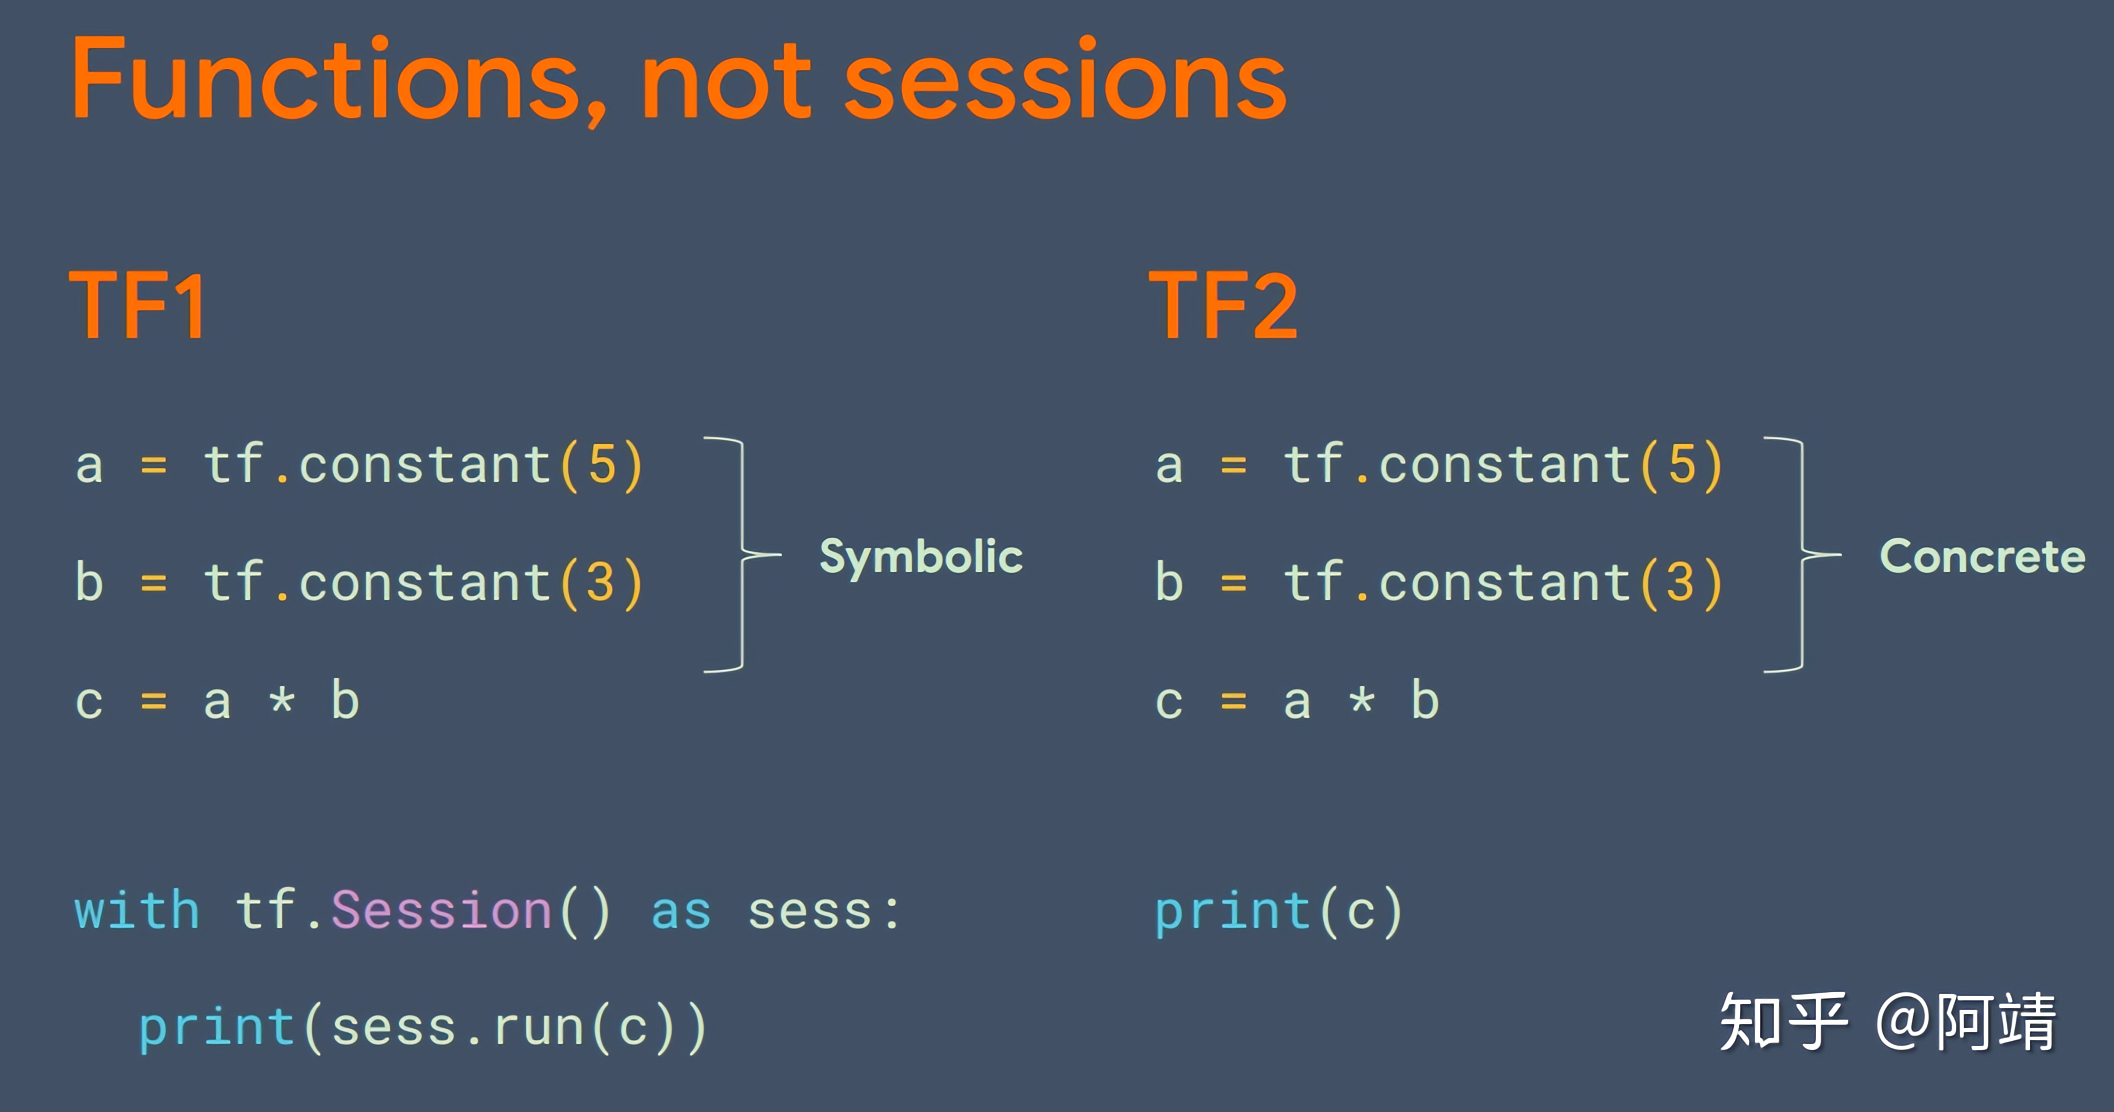 Functions, not sessions
TF1
a = tf.constant(5)
b = tf.constant(3)
c = a * b
Symbolic
with tf.Session() as sess:
  print(sess.run(c))
TF2
a = tf.constant(5)
b = tf.constant(3)
c = a * b
Concrete
print(c)
知乎 @阿靖